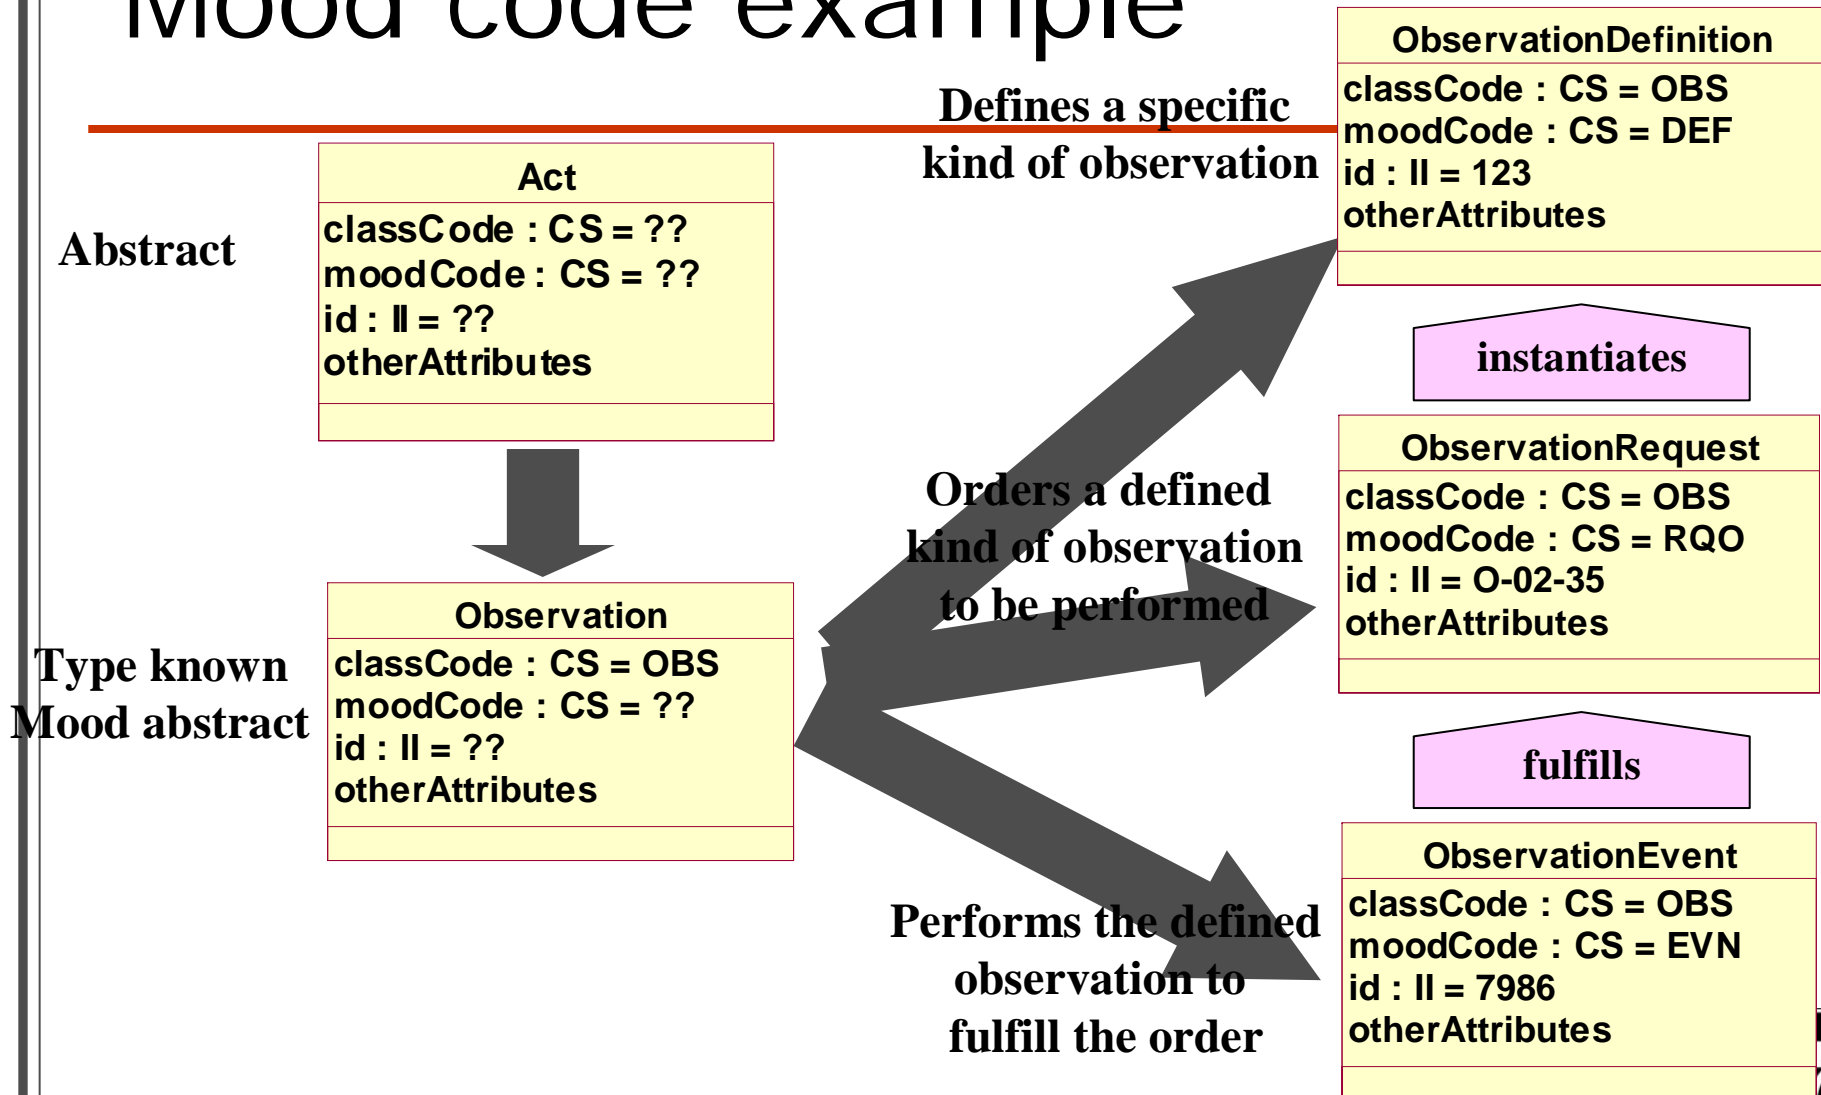 Mood code example
Abstract
Act
classCode : CS = ??
moodCode : CS = ??
id : II = ??
otherAttributes
Type known
Mood abstract
Observation
classCode : CS = OBS
moodCode : CS = ??
id : II = ??
otherAttributes
Defines a specific
kind of observation
ObservationDefinition
classCode : CS = OBS
moodCode : CS = DEF
id : II = 123
otherAttributes
instantiates
Orders a defined
kind of observation
to be performed
ObservationRequest
classCode : CS = OBS
moodCode : CS = RQO
id : II = O-02-35
otherAttributes
fulfills
Performs the defined
observation to
fulfill the order
ObservationEvent
classCode : CS = OBS
moodCode : CS = EVN
id : II = 7986
otherAttributes